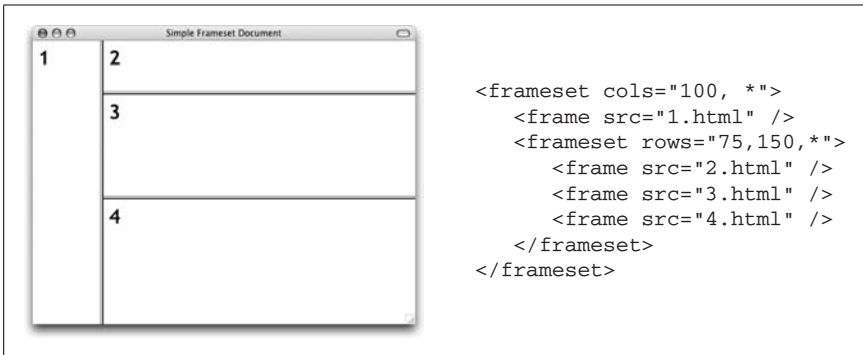 Simple Frameset Document
1
2
3
4
<frameset cols="100, *">
<frame src="1.html" />
<frameset rows="75,150,*">
<frame src="2.html" />
<frame src="3.html" />
<frame src="4.html" />
</frameset>
</frameset>